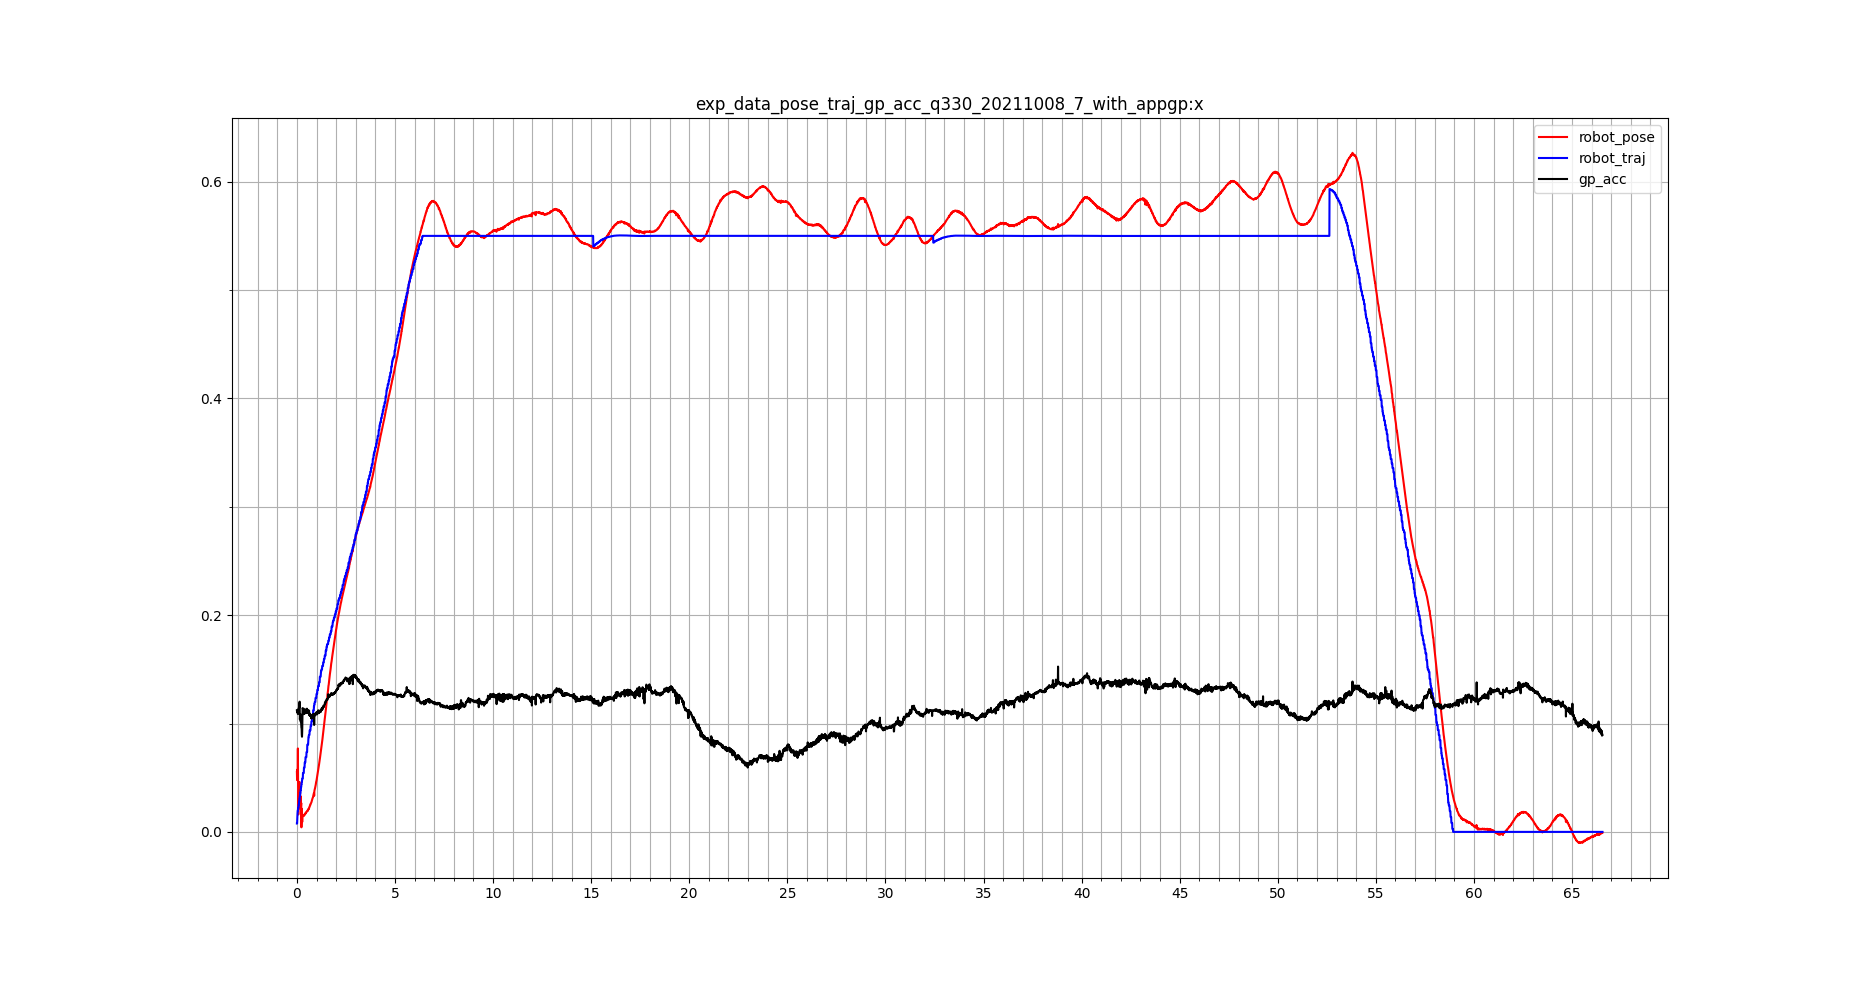 exp_data_pose_traj_gp_acc_q330_20211008_7_with_appgp:x
robot_pose
robot_traj
gp_acc
0.6
0.4
0.2
0.0
0 5 10 15 20 25 30 35 40 45 50 55 60 65